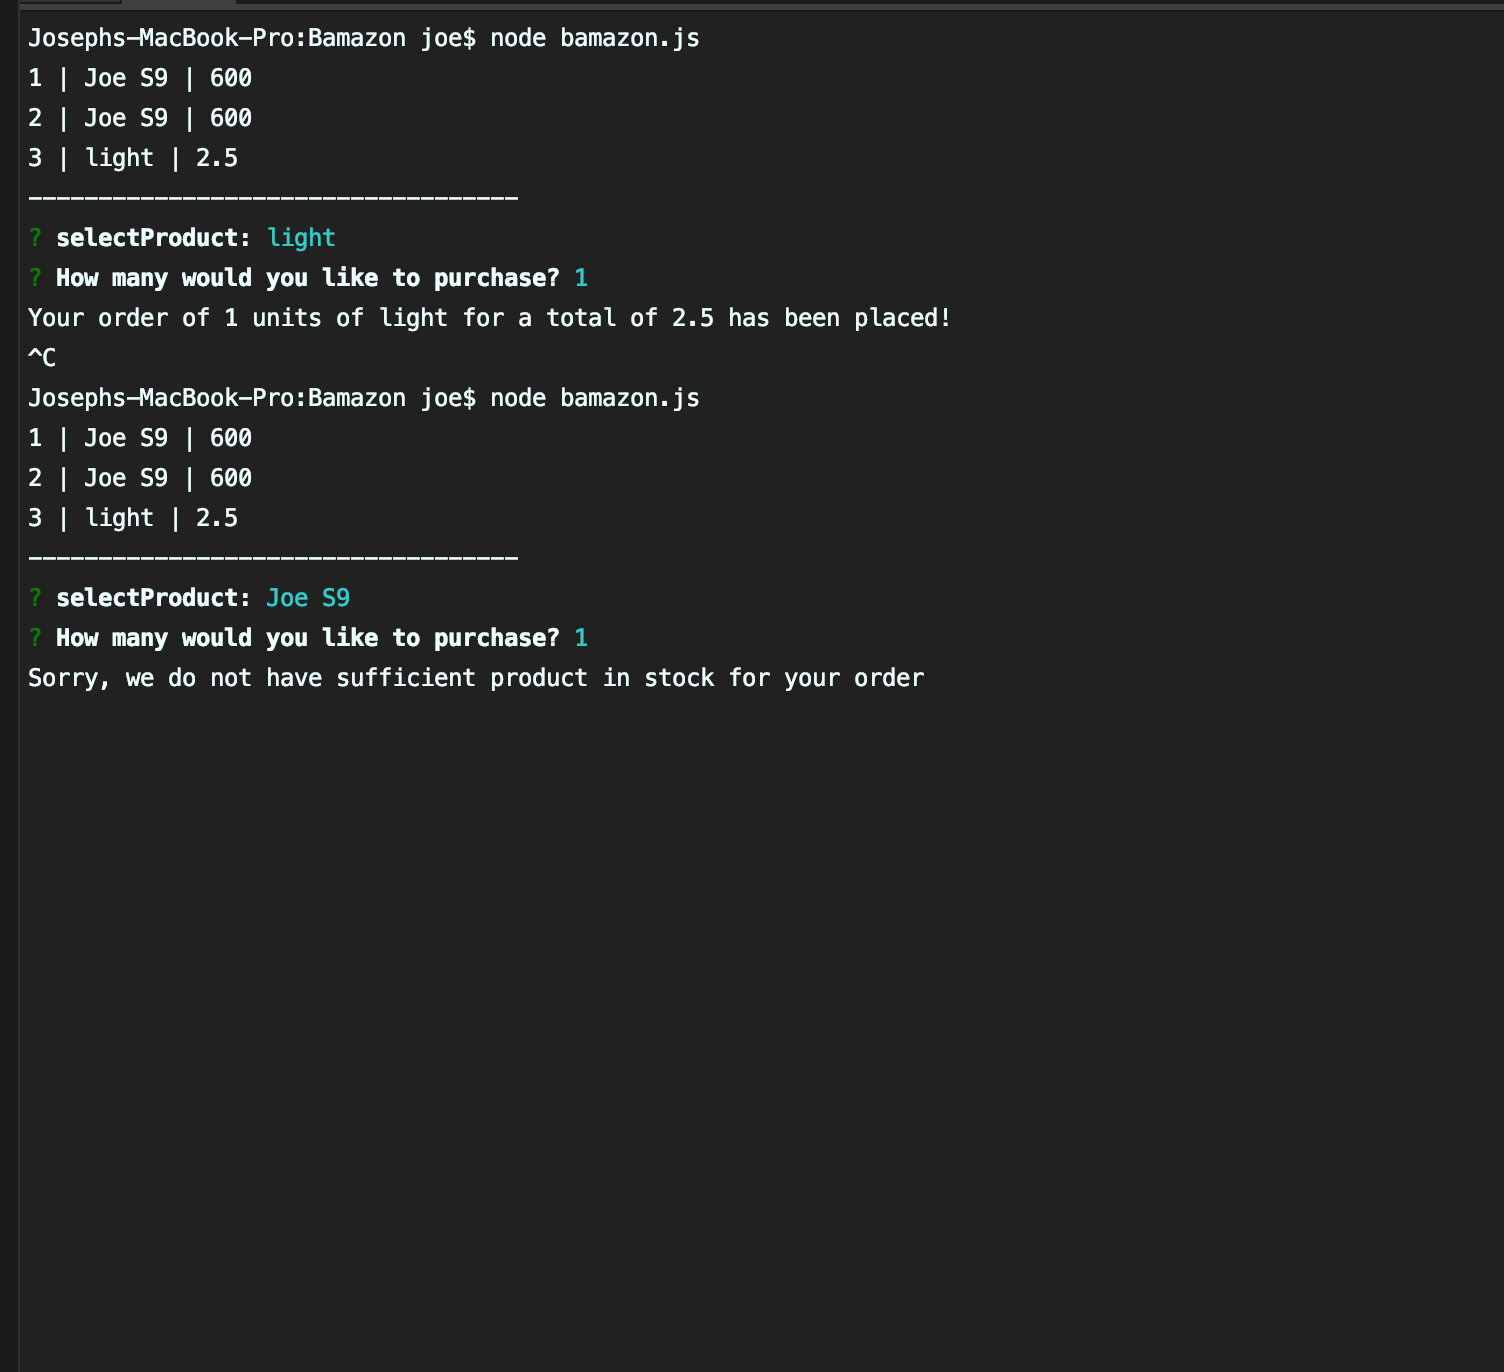 Josephs-MacBook-Pro:Bamazon joe$ node bamazon.js
1 | Joe S9 | 600
2 | Joe S9 | 600
3 | light | 2.5
-----------------------------------
? selectProduct: light
? How many would you like to purchase? 1
Your order of 1 units of light for a total of 2.5 has been placed!
^C
Josephs-MacBook-Pro:Bamazon joe$ node bamazon.js
1 | Joe S9 | 600
2 | Joe S9 | 600
3 | light | 2.5
-----------------------------------
? selectProduct: Joe S9
? How many would you like to purchase? 1
Sorry, we do not have sufficient product in stock for your order